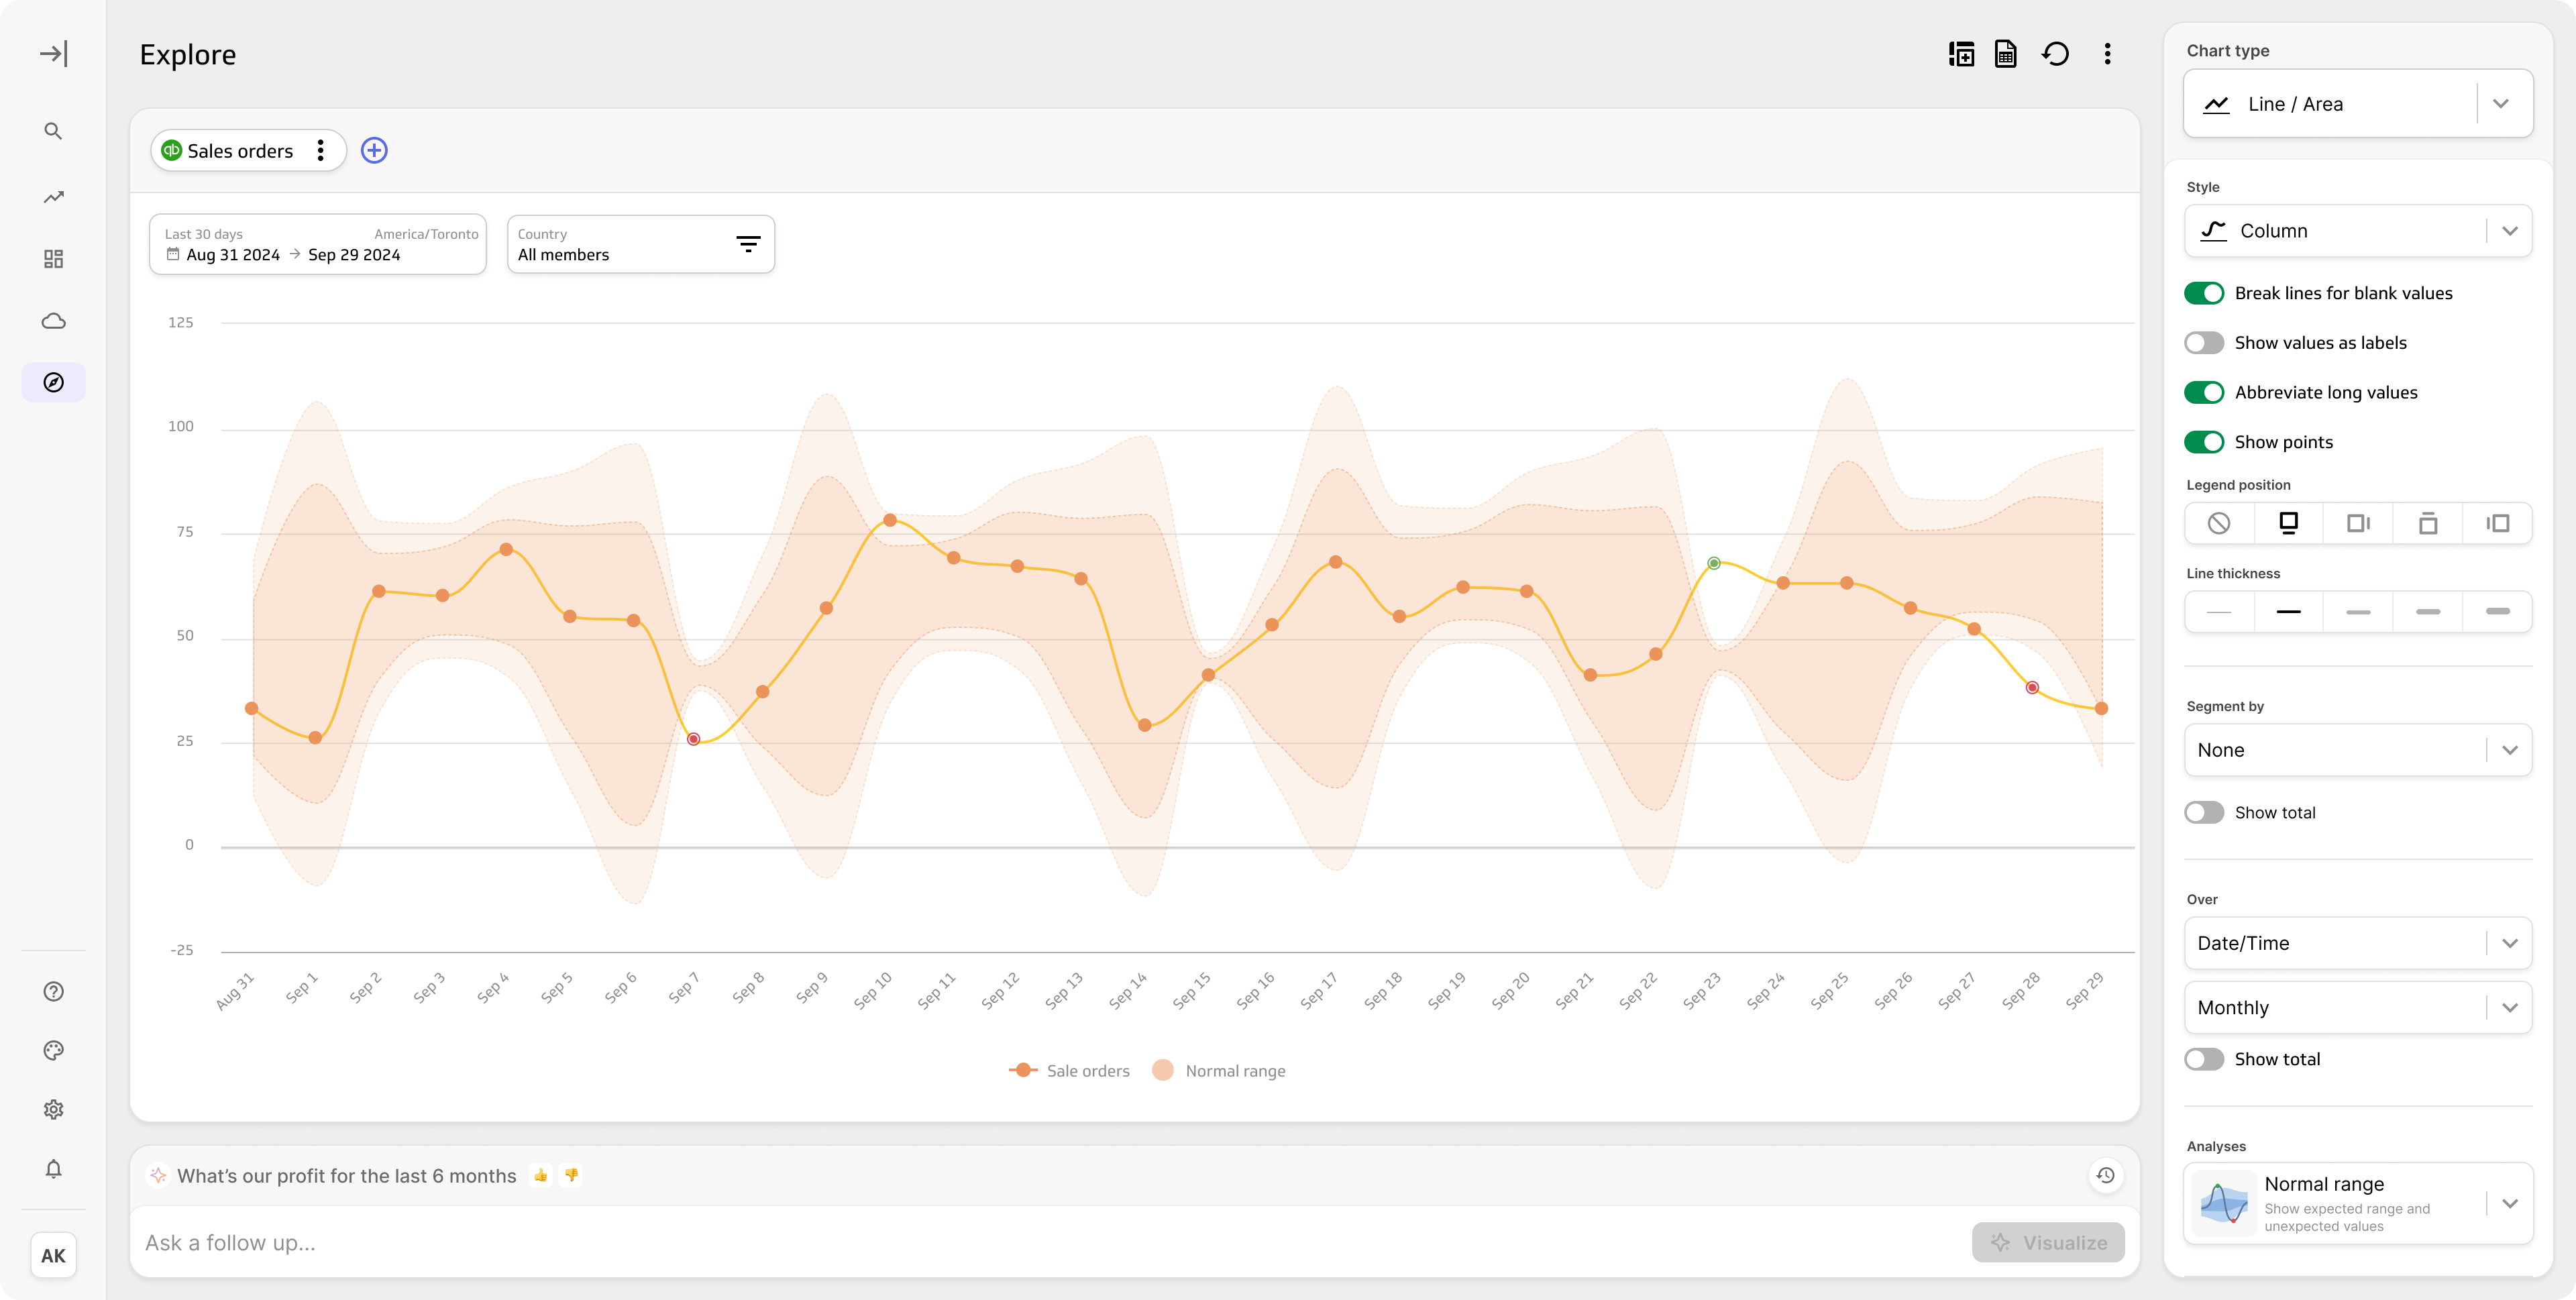 Explore
qb Sales orders
Last 30 days America/Toronto
Aug 31 2024 → Sep 29 2024
Country
All members
125
100
75
50
25
0
-25
Aug 31 Sep 1 Sep 2 Sep 3 Sep 4 Sep 5 Sep 6 Sep 7 Sep 8 Sep 9 Sep 10 Sep 11 Sep 12 Sep 13 Sep 14 Sep 15 Sep 16 Sep 17 Sep 18 Sep 19 Sep 20 Sep 21 Sep 22 Sep 23 Sep 24 Sep 25 Sep 26 Sep 27 Sep 28 Sep 29
Sale orders Normal range
What’s our profit for the last 6 months
Ask a follow up...
Visualize
AK
Chart type
Line / Area
Style
Column
Break lines for blank values
Show values as labels
Abbreviate long values
Show points
Legend position
Line thickness
Segment by
None
Show total
Over
Date/Time
Monthly
Show total
Analyses
Normal range
Show expected range and
unexpected values